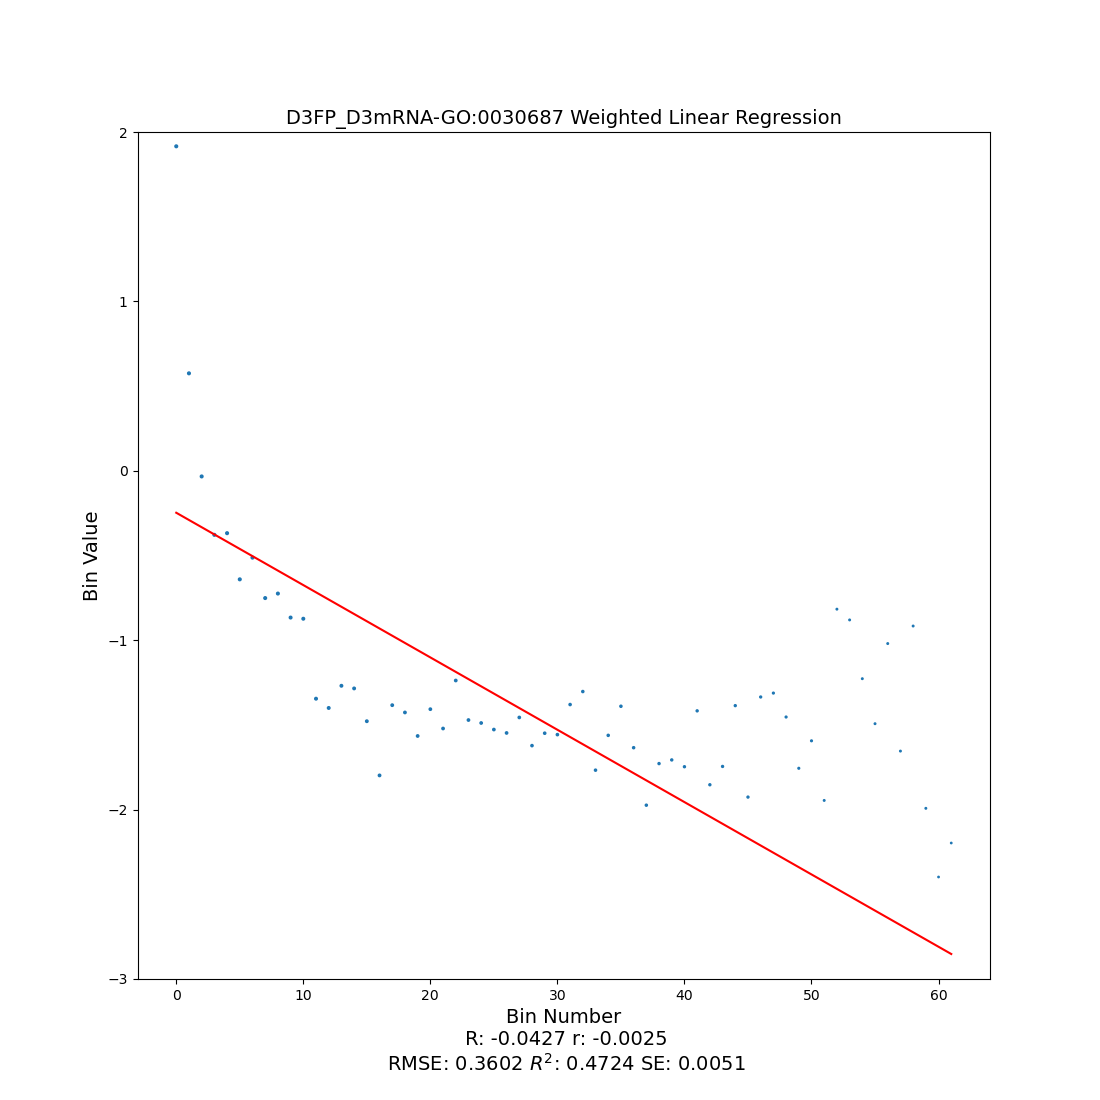 D3FP_D3mRNA-GO:0030687 Weighted Linear Regression
2
1
0
−1
−2
−3
Bin Value
0 10 20 30 40 50 60
Bin Number
R: -0.0427 r: -0.0025
RMSE: 0.3602 R²: 0.4724 SE: 0.0051